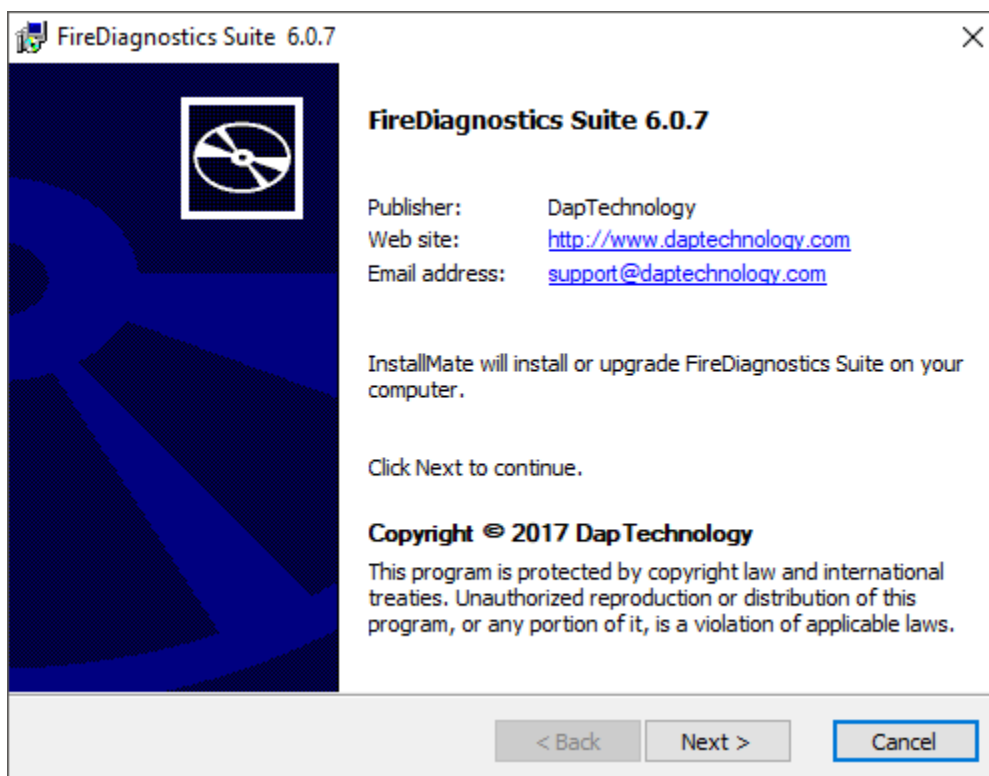 FireDiagnostics Suite 6.0.7
FireDiagnostics Suite 6.0.7
Publisher: DapTechnology
Web site: http://www.daptechnology.com
Email address: support@daptechnology.com
InstallMate will install or upgrade FireDiagnostics Suite on your
computer.
Click Next to continue.
Copyright © 2017 DapTechnology
This program is protected by copyright law and international
treaties. Unauthorized reproduction or distribution of this
program, or any portion of it, is a violation of applicable laws.
< Back Next > Cancel